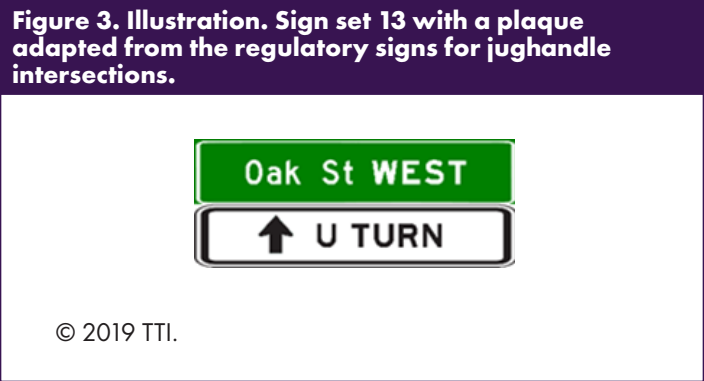 Figure 3. Illustration. Sign set 13 with a plaque
adapted from the regulatory signs for jughandle
intersections.
Oak St WEST
U TURN
© 2019 TTI.